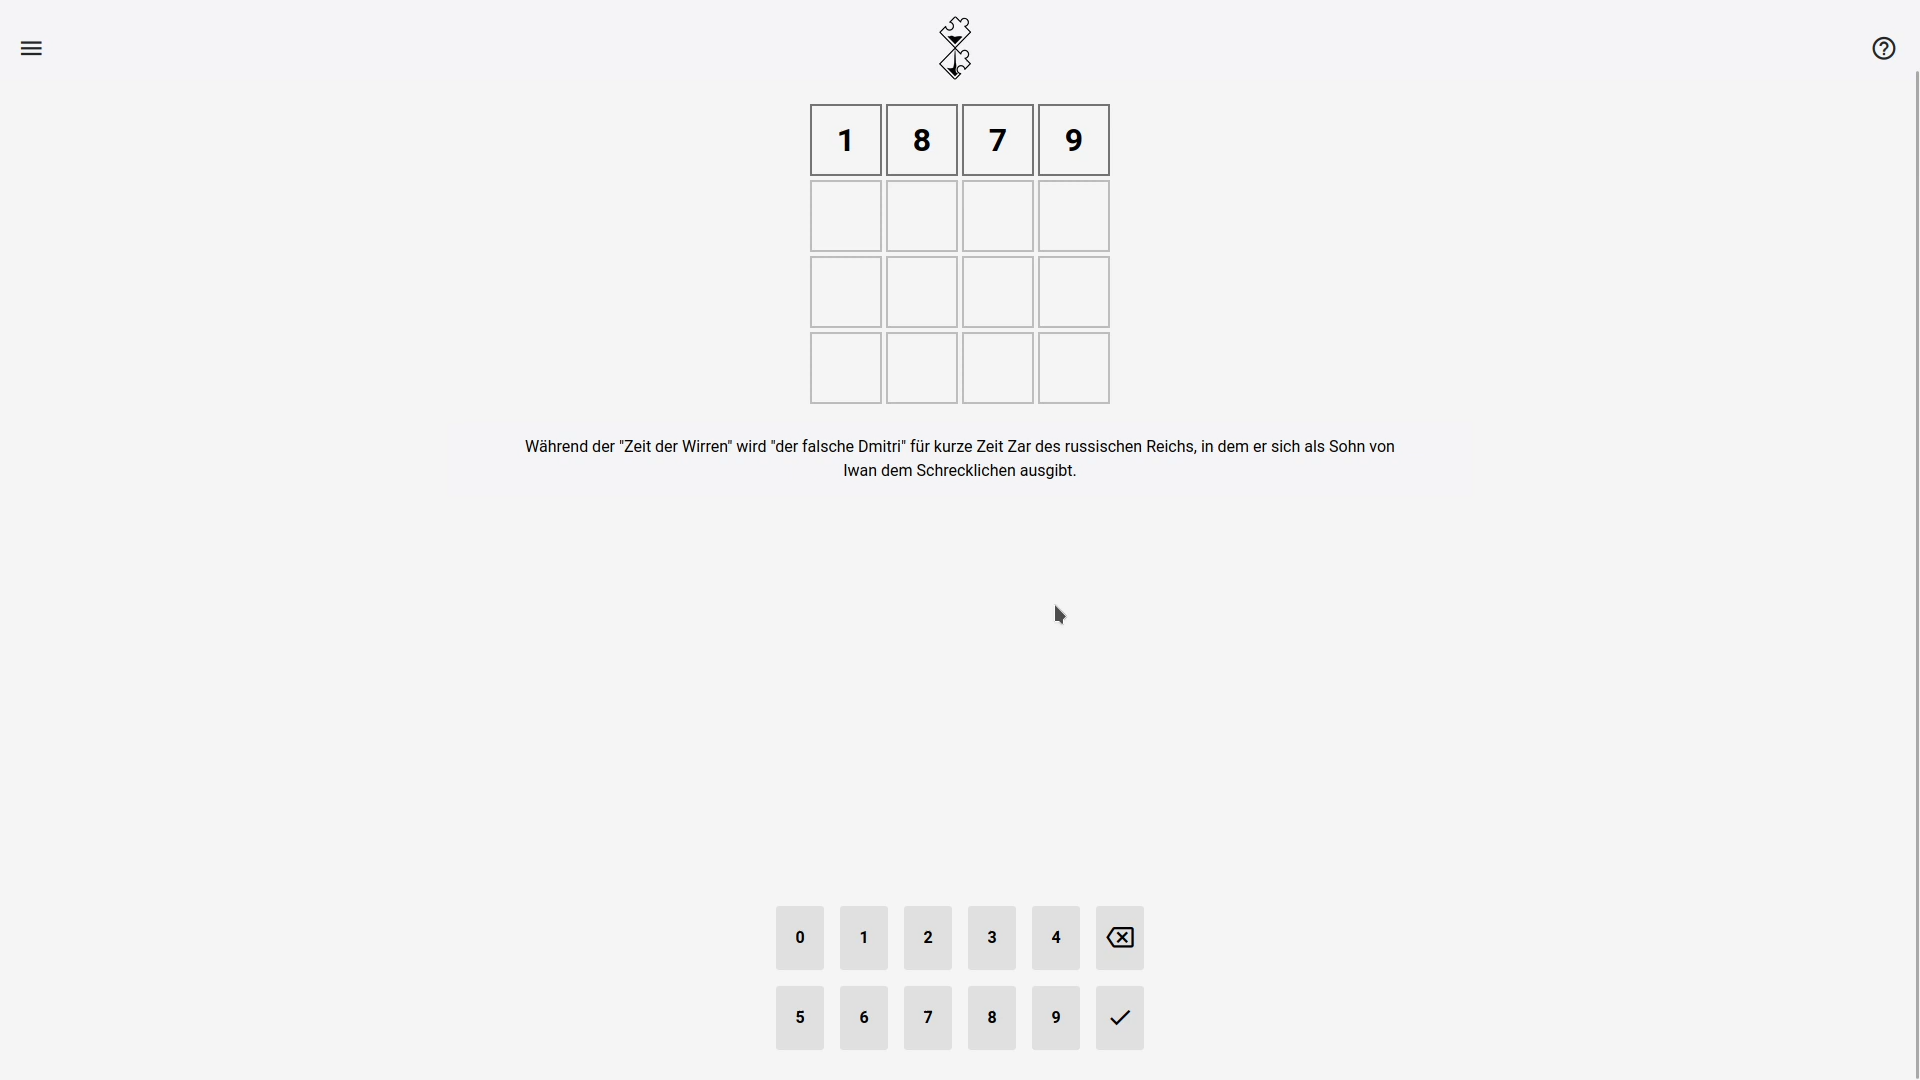 1 8 7 9
Während der "Zeit der Wirren" wird "der falsche Dmitri" für kurze Zeit Zar des russischen Reichs, in dem er sich als Sohn von
Iwan dem Schrecklichen ausgibt.
0 1 2 3 4
5 6 7 8 9